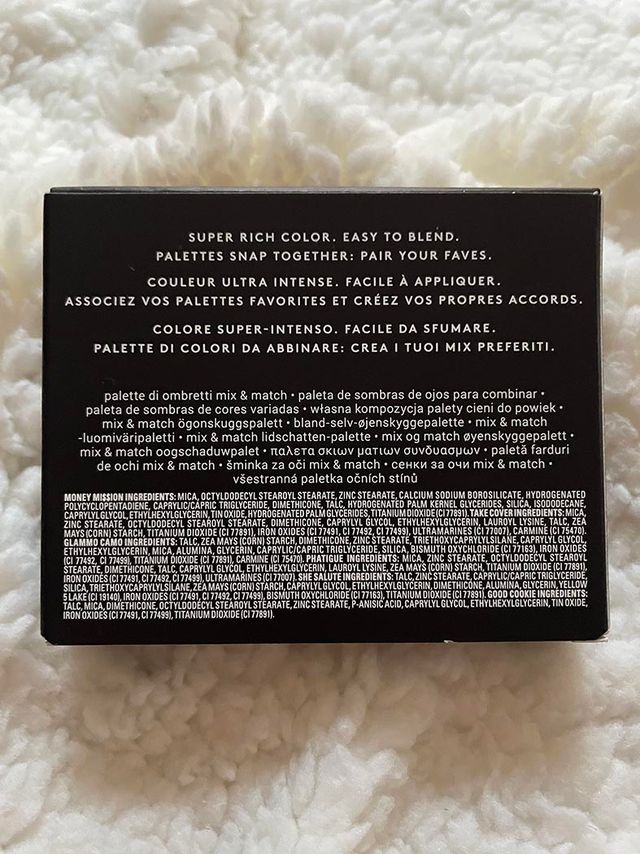 SUPER RICH COLOR. EASY TO BLEND.
PALETTES SNAP TOGETHER: PAIR YOUR FAVES.
COULEUR ULTRA INTENSE. FACILE À APPLIQUER.
ASSOCIEZ VOS PALETTES FAVORITES ET CRÉEZ VOS PROPRES ACCORDS.
COLORE SUPER-INTENSO. FACILE DA SFUMARE.
PALETTE DI COLORI DA ABBINARE: CREA I TUOI MIX PREFERITI.
palette di ombretti mix & match • paleta de sombras de ojos para combinar •
paleta de sombras de cores variadas • własna kompozycja palety cieni do powiek •
mix & match ögonskuggspalett • bland-selv-øjenskyggepalette • mix & match
-luomiväripaletti • mix & match lidschatten-palette • mix og match øyenskyggepalett •
mix & match oogschaduwpalet • παλετα σκιων ματιων συνδυασμων • paletă farduri
de ochi mix & match • šminka za oči mix & match • сенки за очи mix & match •
všestranná paletka očních stínů
MONEY MI$$ION INGREDIENTS: MICA, OCTYLDODECYL STEAROYL STEARATE, ZINC STEARATE, CALCIUM SODIUM BOROSILICATE, HYDROGENATED
POLYCYCLOPENTADIENE, CAPRYLIC/CAPRIC TRIGLYCERIDE, DIMETHICONE, TALC, HYDROGENATED PALM KERNEL GLYCERIDES, SILICA, ISODODECANE,
CAPRYLYL GLYCOL, ETHYLHEXYLGLYCERIN, TIN OXIDE, HYDROGENATED PALM GLYCERIDES, TITANIUM DIOXIDE (CI 77891). TAKE COVER INGREDIENTS: MICA,
ZINC STEARATE, OCTYLDODECYL STEAROYL STEARATE, DIMETHICONE, CAPRYLYL GLYCOL, ETHYLHEXYLGLYCERIN, LAUROYL LYSINE, TALC, ZEA
MAYS (CORN) STARCH, TITANIUM DIOXIDE (CI 77891), IRON OXIDES (CI 77491, CI 77492, CI 77499), ULTRAMARINES (CI 77007), CARMINE (CI 75470).
GLAMMO CAMO INGREDIENTS: TALC, ZEA MAYS (CORN) STARCH, DIMETHICONE, ZINC STEARATE, TRIETHOXYCAPRYLYLSILANE, CAPRYLYL GLYCOL,
ETHYLHEXYLGLYCERIN, MICA, ALUMINA, GLYCERIN, CAPRYLIC/CAPRIC TRIGLYCERIDE, SILICA, BISMUTH OXYCHLORIDE (CI 77163), IRON OXIDES
(CI 77492, CI 77499), TITANIUM DIOXIDE (CI 77891), CARMINE (CI 75470). PHATIGUE INGREDIENTS: MICA, ZINC STEARATE, OCTYLDODECYL STEAROYL
STEARATE, DIMETHICONE, TALC, CAPRYLYL GLYCOL, ETHYLHEXYLGLYCERIN, LAUROYL LYSINE, ZEA MAYS (CORN) STARCH, TITANIUM DIOXIDE (CI 77891),
IRON OXIDES (CI 77491, CI 77492, CI 77499), ULTRAMARINES (CI 77007). SHE SALUTE INGREDIENTS: TALC, ZINC STEARATE, CAPRYLIC/CAPRIC TRIGLYCERIDE,
SILICA, TRIETHOXYCAPRYLYLSILANE, ZEA MAYS (CORN) STARCH, CAPRYLYL GLYCOL, ETHYLHEXYLGLYCERIN, DIMETHICONE, ALUMINA, GLYCERIN, YELLOW
5 LAKE (CI 19140), IRON OXIDES (CI 77491, CI 77492, CI 77499), BISMUTH OXYCHLORIDE (CI 77163), TITANIUM DIOXIDE (CI 77891). GOOD COOKIE INGREDIENTS:
TALC, MICA, DIMETHICONE, OCTYLDODECYL STEAROYL STEARATE, ZINC STEARATE, P-ANISIC ACID, CAPRYLYL GLYCOL, ETHYLHEXYLGLYCERIN, TIN OXIDE,
IRON OXIDES (CI 77491, CI 77499), TITANIUM DIOXIDE (CI 77891).